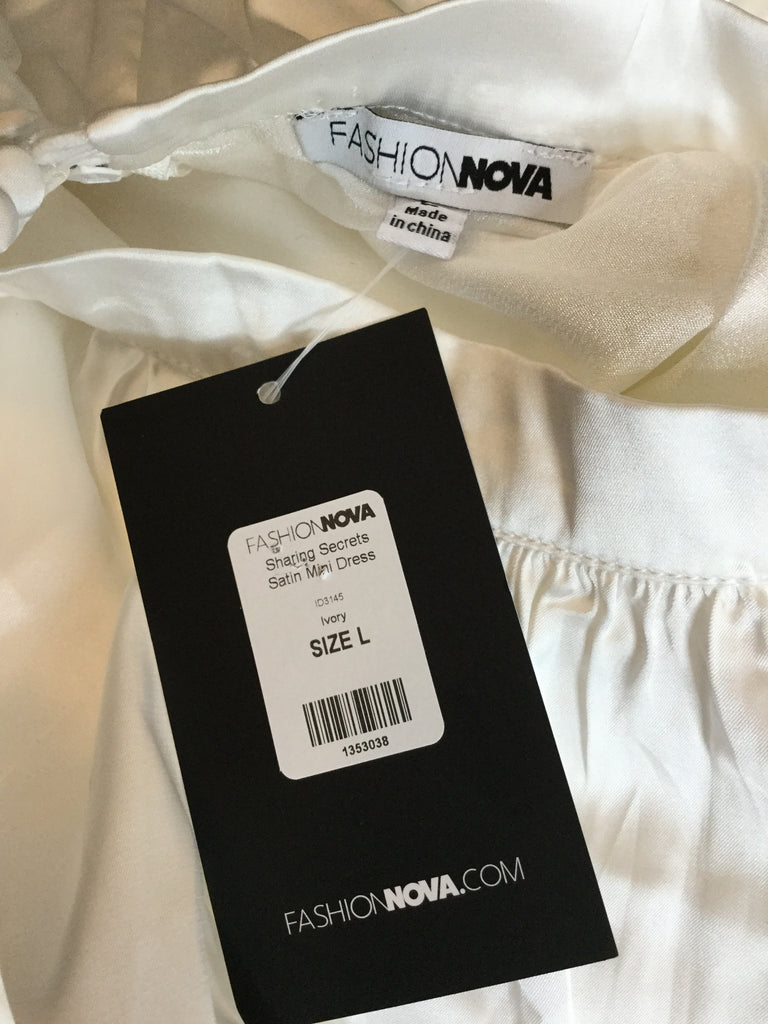 FASHIONNOVA
Made
in china
FASHIONNOVA
Sharing Secrets
Satin Mini Dress
ID3145
Ivory
SIZE L
1353038
FASHIONNOVA.COM